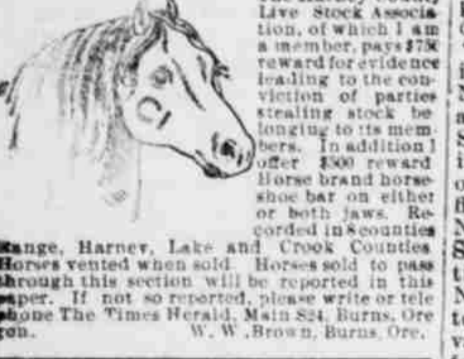 Live Stock Associa
tion, of which I am
a member, pays $750
reward for evidence
leading to the con-
viction of parties
stealing stock be-
longing to its mem-
bers. In addition I
offer $500 reward
Horse brand horse-
shoe bar on either
or both jaws. Re-
corded in 8 counties
Range, Harney, Lake and Crook Counties
Horses vented when sold Horses sold to pass
through this section will be reported in this
paper. If not so reported, please write or tele
phone The Times Herald, Main 824, Burns, Ore
gon. W. W. Brown, Burns, Ore.